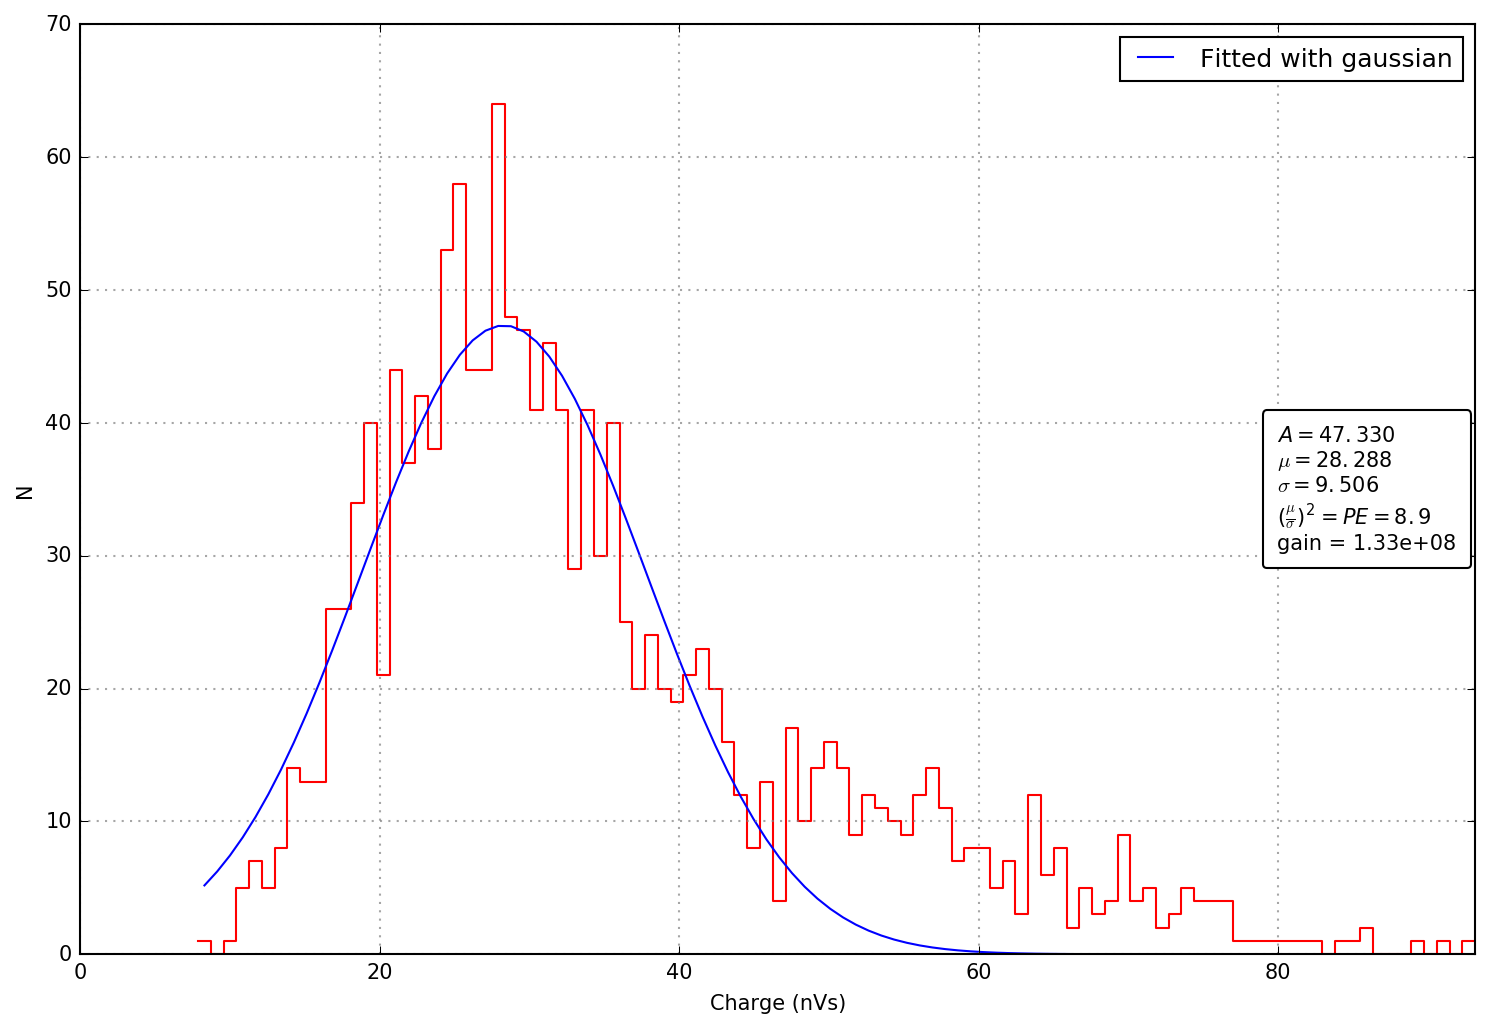 70
60
50
40
30
20
10
0
N
0 20 40 60 80
Charge (nVs)
Fitted with gaussian
A = 47.330
μ = 28.288
σ = 9.506
(μ/σ)² = PE = 8.9
gain = 1.33e+08